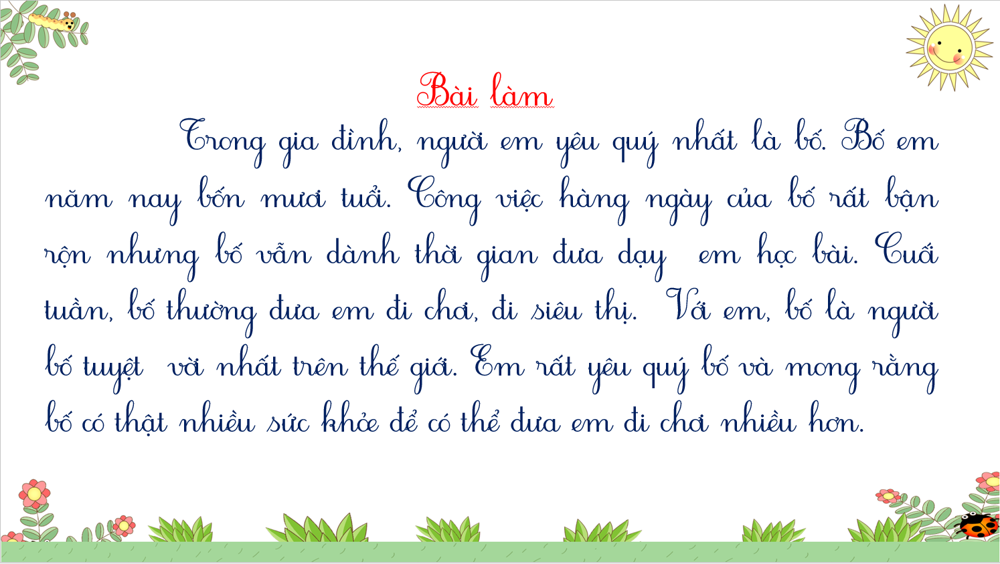 Bài làm
Trong gia đình, người em yêu quý nhất là bố. Bố em
năm nay bốn mươi tuổi. Công việc hàng ngày của bố rất bận
rộn nhưng bố vẫn dành thời gian đưa dạy em học bài. Cuối
tuần, bố thường đưa em đi chơi, đi siêu thị. Với em, bố là người
bố tuyệt vời nhất trên thế giới. Em rất yêu quý bố và mong rằng
bố có thật nhiều sức khỏe để có thể đưa em đi chơi nhiều hơn.